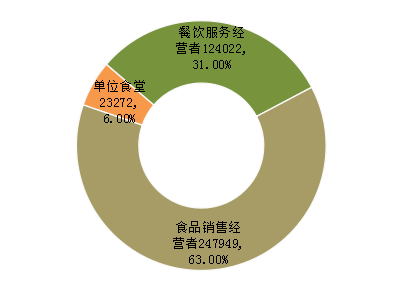 餐饮服务经
营者124022,
31.00%
单位食堂
23272,
6.00%
食品销售经
营者247949,
63.00%